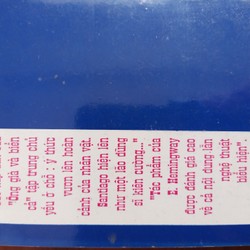 "Ông già và biển
cả" tập trung chủ
yếu ở chỗ : ý thức
vươn lên hoàn
cảnh của nhân vật.
Santiago hiện lên
như một lão dũng
sĩ kiên cường..."
"Tác phẩm của
E. Hemingway
được đánh giá cao
về cả nội dung lẫn
nghệ thuật
biểu hiện".